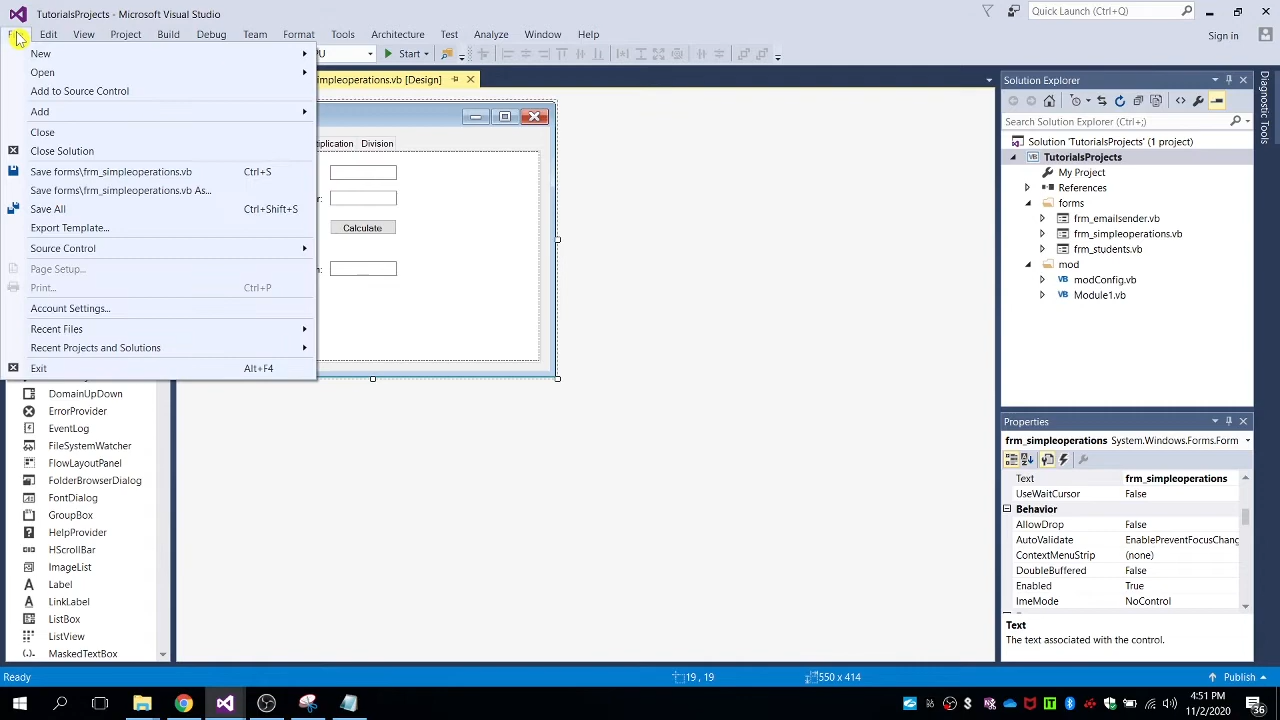 TutorialsProjects - Microsoft Visual Studio
Quick Launch (Ctrl+Q)
Edit View Project Build Debug Team Format Tools Architecture Test Analyze Window Help
Sign in
Start
New
Open
Add to Source Control
Add
Close
Close Solution
Save forms\frm_simpleoperations.vb Ctrl+S
Save forms\frm_simpleoperations.vb As...
Save All Ctrl+Shift+S
Export Template...
Source Control
Page Setup...
Print... Ctrl+P
Account Settings...
Recent Files
Recent Projects and Solutions
Exit Alt+F4
impleoperations.vb [Design]
iplication Division
Calculate
DomainUpDown
ErrorProvider
EventLog
FileSystemWatcher
FlowLayoutPanel
FolderBrowserDialog
FontDialog
GroupBox
HelpProvider
HScrollBar
ImageList
Label
LinkLabel
ListBox
ListView
MaskedTextBox
Solution Explorer
Search Solution Explorer (Ctrl+;)
Solution 'TutorialsProjects' (1 project)
TutorialsProjects
My Project
References
forms
frm_emailsender.vb
frm_simpleoperations.vb
frm_students.vb
mod
modConfig.vb
Module1.vb
Diagnostic Tools
Properties
frm_simpleoperations System.Windows.Forms.Form
Text frm_simpleoperations
UseWaitCursor False
Behavior
AllowDrop False
AutoValidate EnablePreventFocusChang
ContextMenuStrip (none)
DoubleBuffered False
Enabled True
ImeMode NoControl
Text
The text associated with the control.
Ready 19 , 19 550 x 414 Publish
4:51 PM
11/2/2020